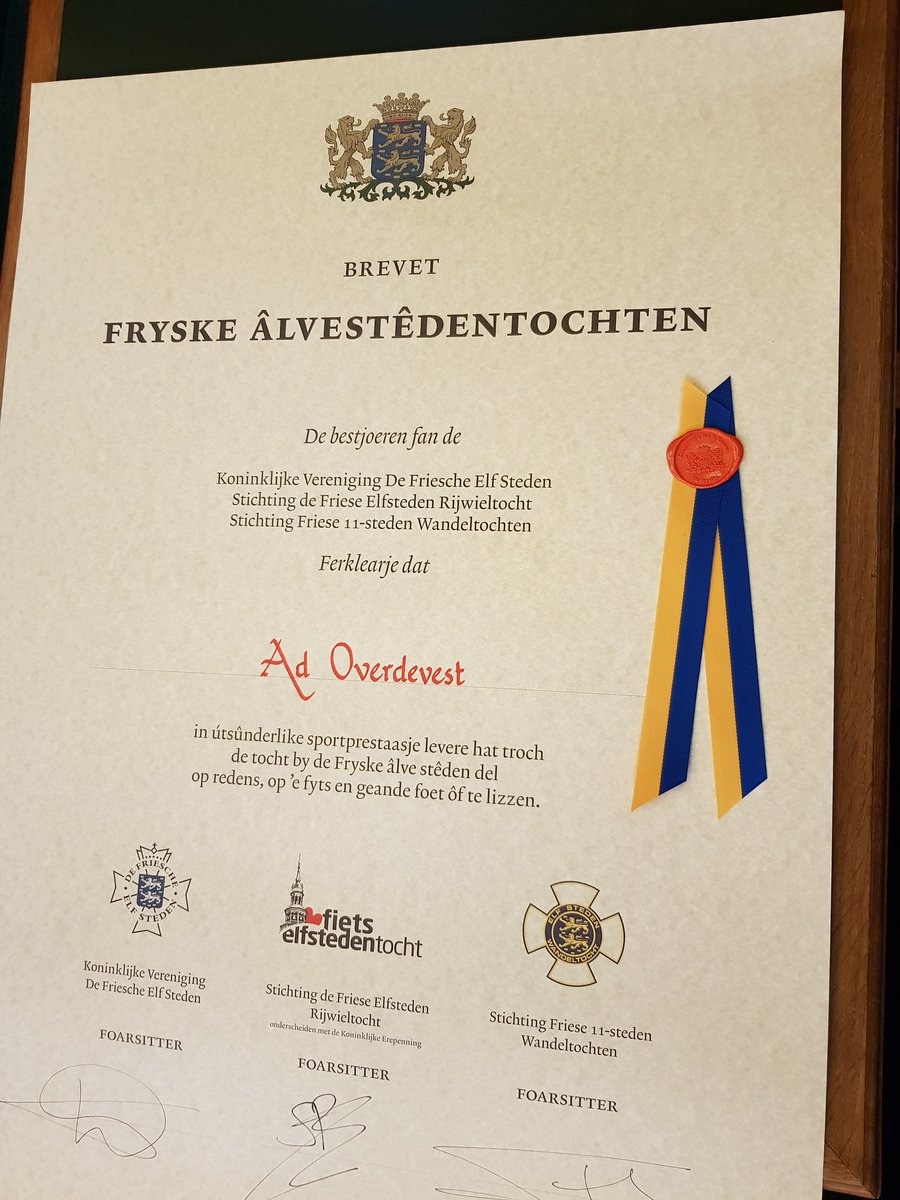 BREVET
FRYSKE ÂLVESTÊDENTOCHTEN
De bestjoeren fan de
Koninklijke Vereniging De Friesche Elf Steden
Stichting de Friese Elfsteden Rijwieltocht
Stichting Friese 11-steden Wandeltochten
Ferklearje dat
Ad Overdevest
in útsûnderlike sportprestaasje levere hat troch
de tocht by de Fryske âlve stêden del
op redens, op 'e fyts en geande foet ôf te lizzen.
DE FRIESCHE
ELF STEDEN
fiets
elfstedentocht
ELF STEDEN
WANDELTOCHT
Koninklijke Vereniging
De Friesche Elf Steden
FOARSITTER
Stichting de Friese Elfsteden
Rijwieltocht
onderscheiden met de Koninklijke Erepenning
FOARSITTER
Stichting Friese 11-steden
Wandeltochten
FOARSITTER